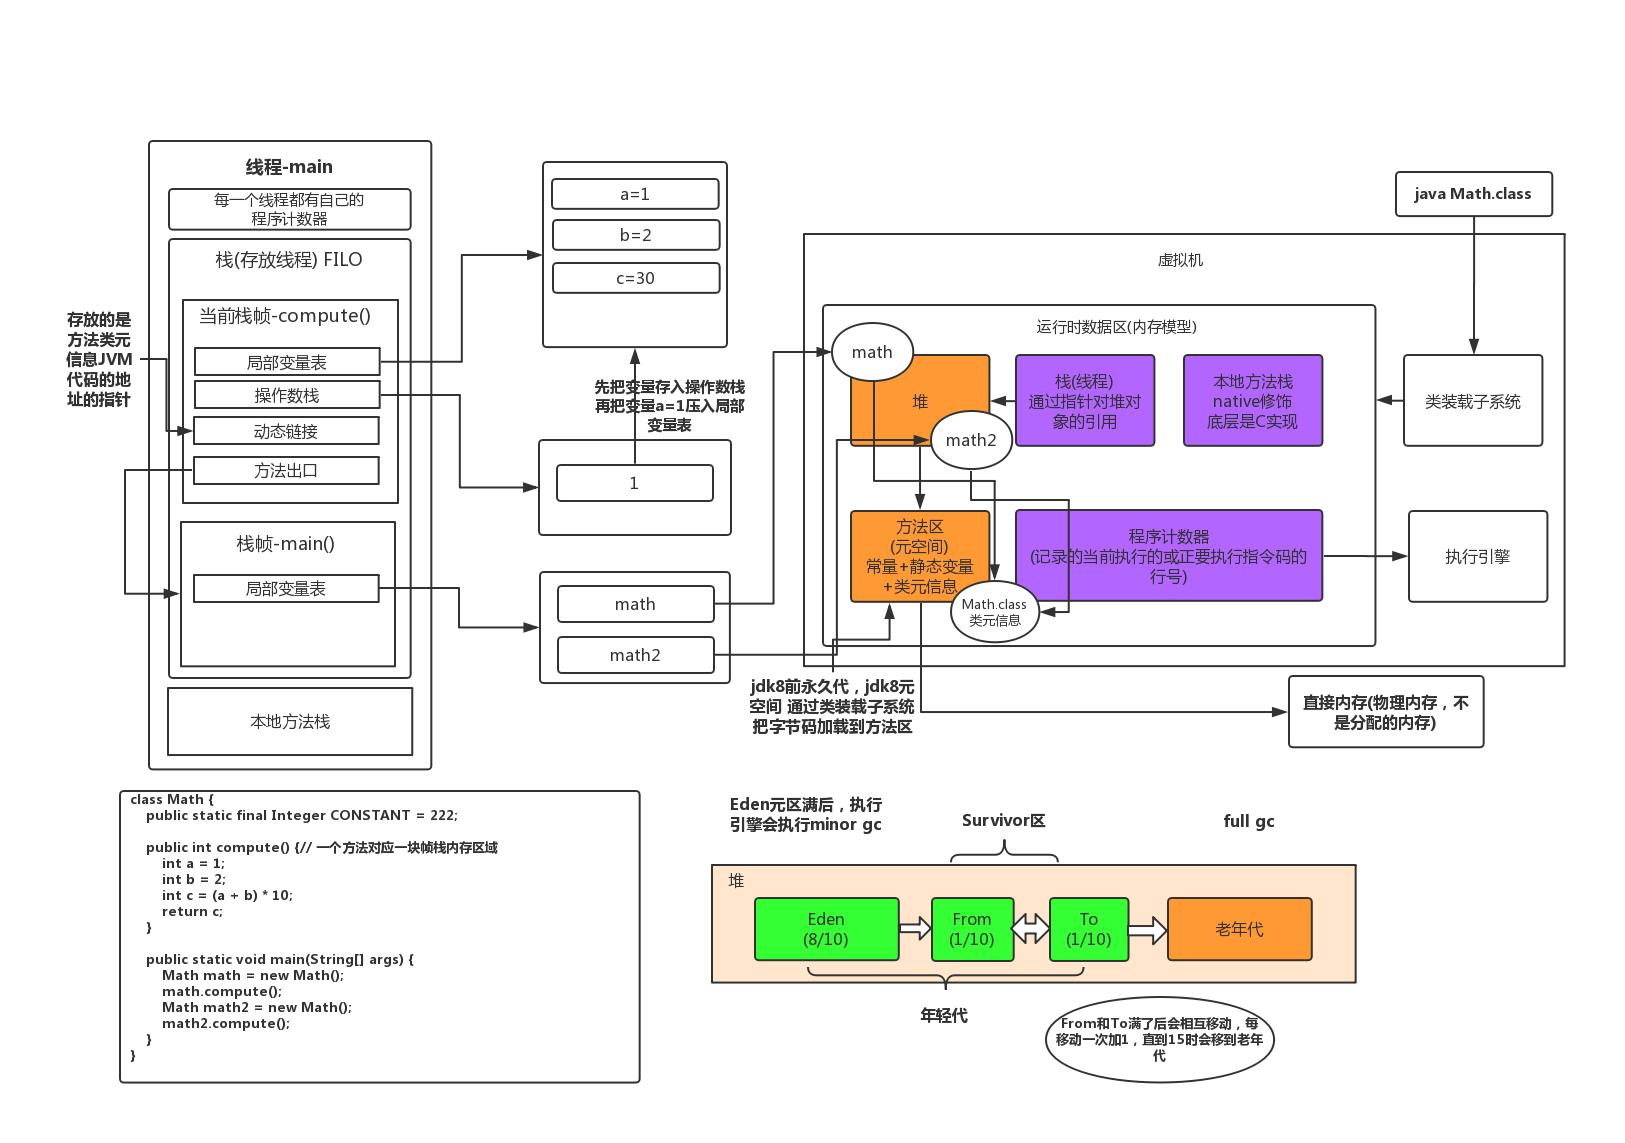 线程-main
每一个线程都有自己的
程序计数器
栈(存放线程) FILO
当前栈帧-compute()
局部变量表
操作数栈
动态链接
方法出口
栈帧-main()
局部变量表
本地方法栈
存放的是
方法类元
信息JVM
代码的地
址的指针
a=1
b=2
c=30
先把变量存入操作数栈
再把变量a=1压入局部
变量表
1
math
math2
java Math.class
虚拟机
运行时数据区(内存模型)
math
堆
math2
栈(线程)
通过指针对堆对
象的引用
本地方法栈
native修饰
底层是C实现
类装载子系统
方法区
(元空间)
常量+静态变量
+类元信息
程序计数器
(记录的当前执行的或正要执行指令码的
行号)
Math.class
类元信息
执行引擎
jdk8前永久代，jdk8元
空间 通过类装载子系统
把字节码加载到方法区
直接内存(物理内存，不
是分配的内存)
class Math {
public static final Integer CONSTANT = 222;
public int compute() {// 一个方法对应一块帧栈内存区域
int a = 1;
int b = 2;
int c = (a + b) * 10;
return c;
}
public static void main(String[] args) {
Math math = new Math();
math.compute();
Math math2 = new Math();
math2.compute();
}
}
Eden元区满后，执行
引擎会执行minor gc
Survivor区
full gc
堆
Eden
(8/10)
From
(1/10)
To
(1/10)
老年代
年轻代
From和To满了后会相互移动，每
移动一次加1，直到15时会移到老年
代